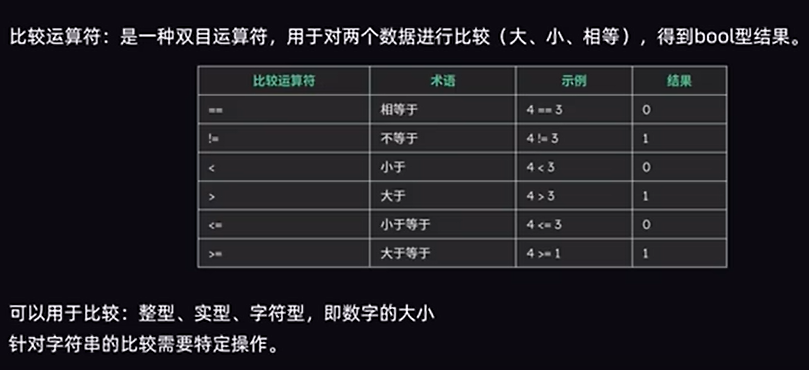 比较运算符：是一种双目运算符，用于对两个数据进行比较（大、小、相等），得到bool型结果。
比较运算符 术语 示例 结果
== 相等于 4 == 3 0
!= 不等于 4 != 3 1
< 小于 4 < 3 0
> 大于 4 > 3 1
<= 小于等于 4 <= 3 0
>= 大于等于 4 >= 1 1
可以用于比较：整型、实型、字符型，即数字的大小
针对字符串的比较需要特定操作。